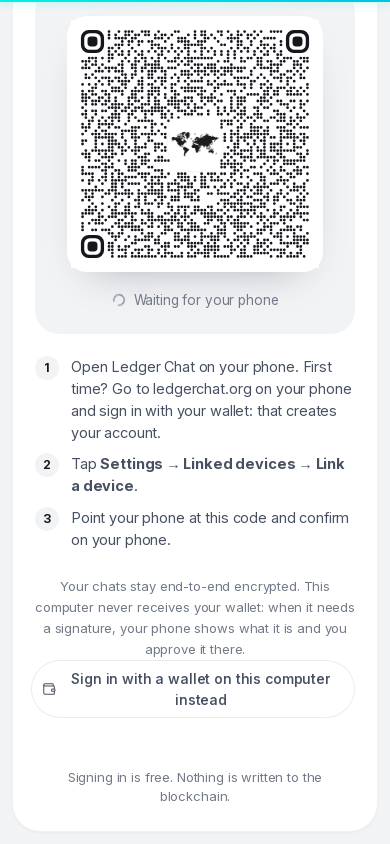 Waiting for your phone
1
Open Ledger Chat on your phone. First
time? Go to ledgerchat.org on your phone
and sign in with your wallet: that creates
your account.
2
Tap Settings → Linked devices → Link
a device.
3
Point your phone at this code and confirm
on your phone.
Your chats stay end-to-end encrypted. This
computer never receives your wallet: when it needs
a signature, your phone shows what it is and you
approve it there.
Sign in with a wallet on this computer
instead
Signing in is free. Nothing is written to the
blockchain.